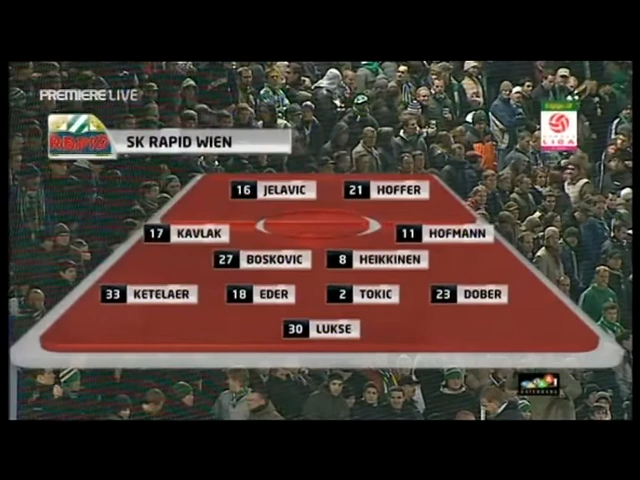 PREMIERE LIVE
RAPID
SK RAPID WIEN
LIGA
16 JELAVIC
21 HOFFER
17 KAVLAK
11 HOFMANN
27 BOSKOVIC
8 HEIKKINEN
33 KETELAER
18 EDER
2 TOKIC
23 DOBER
30 LUKSE